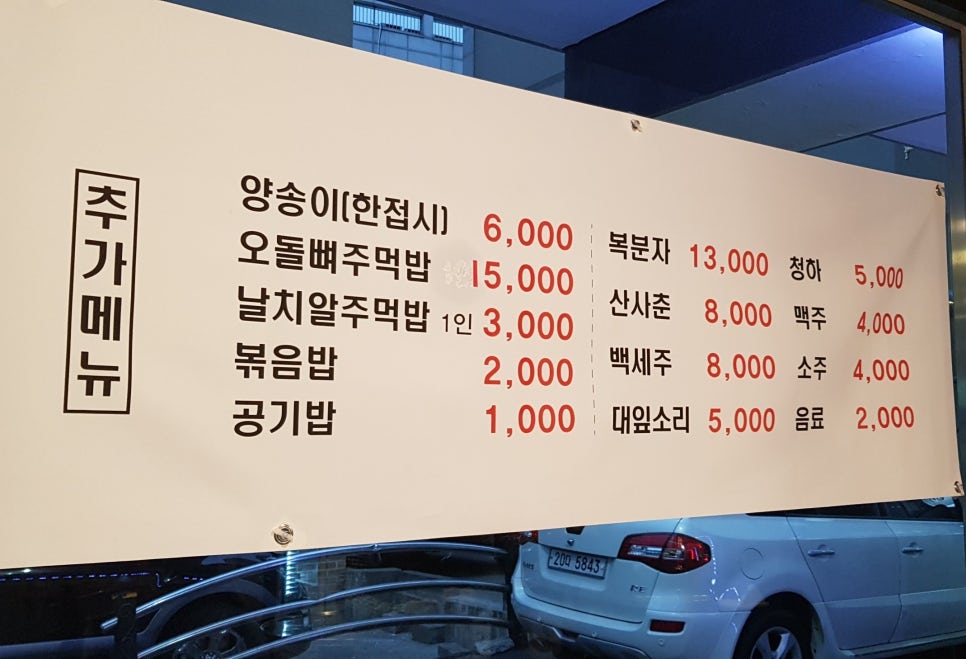 추가메뉴
양송이(한접시) 6,000
오돌뼈주먹밥 15,000
날치알주먹밥 1인 3,000
볶음밥 2,000
공기밥 1,000
복분자 13,000
산사춘 8,000
백세주 8,000
대잎소리 5,000
청하 5,000
맥주 4,000
소주 4,000
음료 2,000
5843